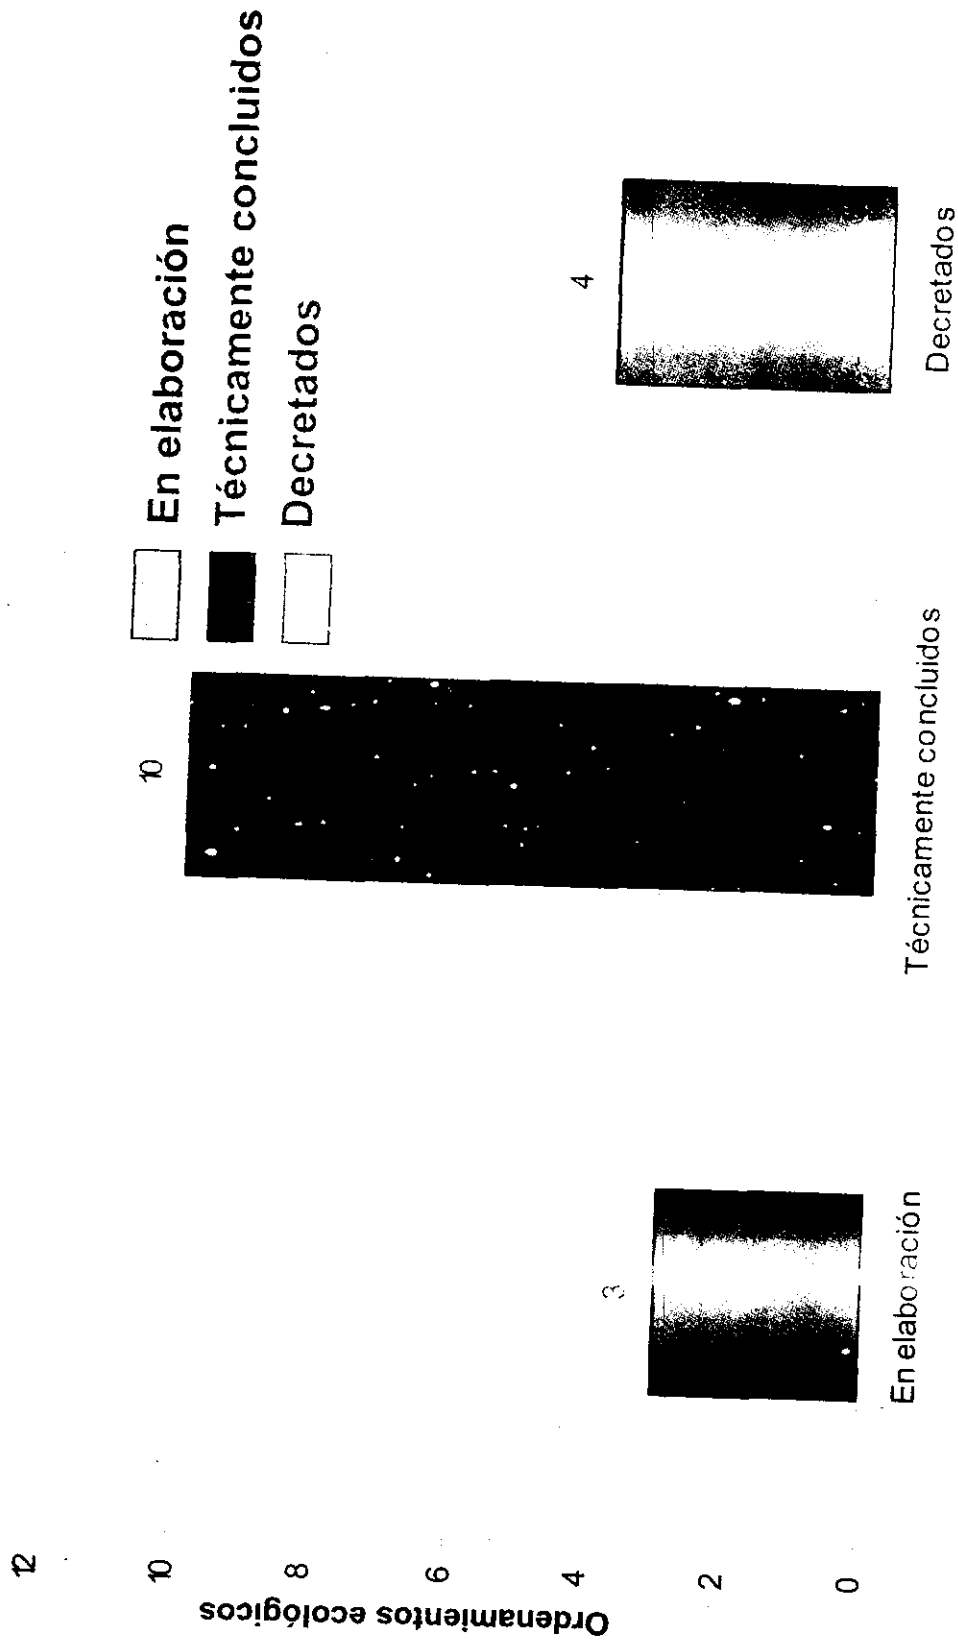 En elaboración
Técnicamente concluidos
Decretados
12
10
8
6
4
2
0
Ordenamientos ecológicos
3
10
4
En elaboración
Técnicamente concluidos
Decretados